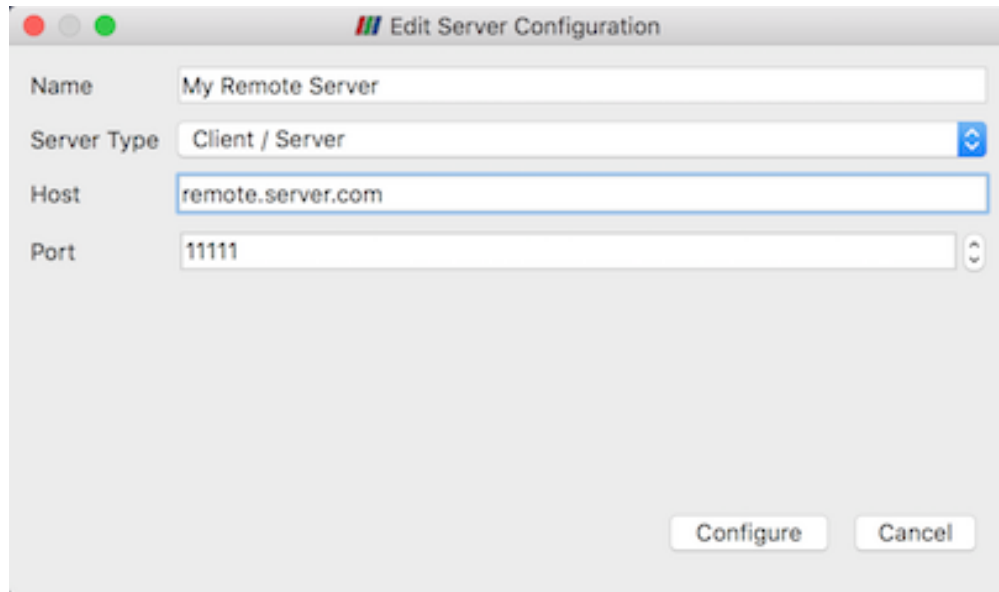 Edit Server Configuration
Name My Remote Server
Server Type Client / Server
Host remote.server.com
Port 11111
Configure Cancel